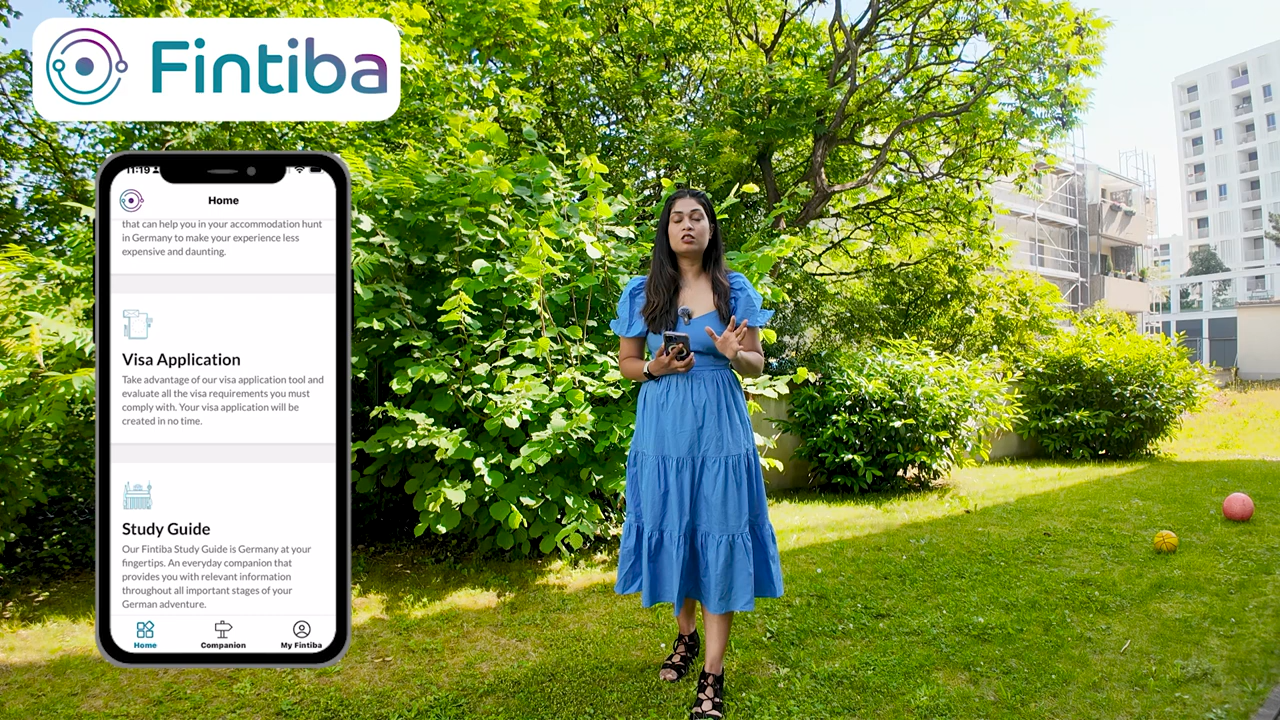 Fintiba
11:19
Home
that can help you in your accommodation hunt
in Germany to make your experience less
expensive and daunting.
Visa Application
Take advantage of our visa application tool and
evaluate all the visa requirements you must
comply with. Your visa application will be
created in no time.
Study Guide
Our Fintiba Study Guide is Germany at your
fingertips. An everyday companion that
provides you with relevant information
throughout all important stages of your
German adventure.
Home Companion My Fintiba